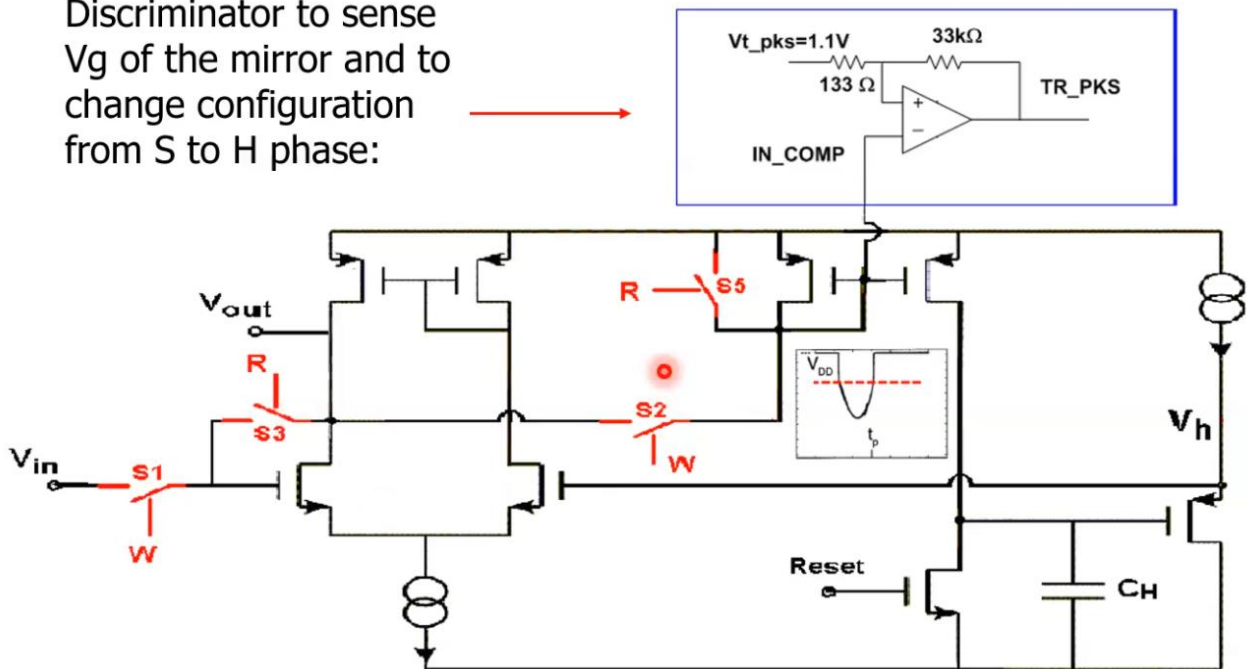 Discriminator to sense
Vg of the mirror and to
change configuration
from S to H phase:
Vt_pks=1.1V
33kΩ
133 Ω
TR_PKS
+
−
IN_COMP
Vout
R
S5
R
S3
VDD
tp
S2
W
Vh
Vin
S1
W
Reset
CH